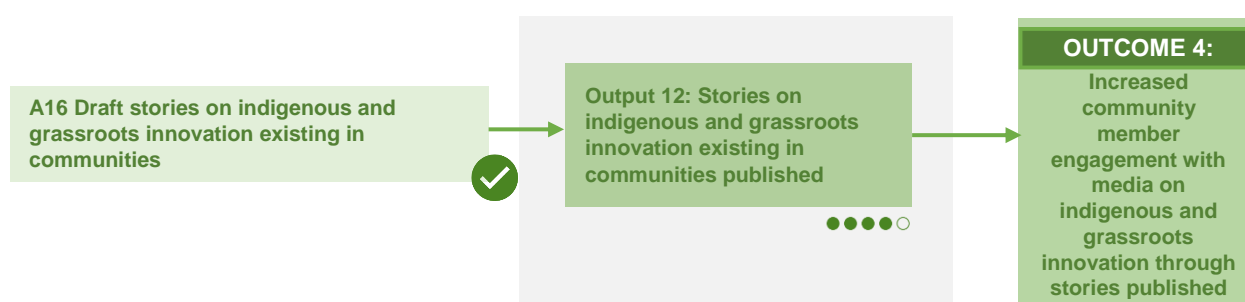 A16 Draft stories on indigenous and
grassroots innovation existing in
communities
Output 12: Stories on
indigenous and grassroots
innovation existing in
communities published
OUTCOME 4:
Increased
community
member
engagement with
media on
indigenous and
grassroots
innovation through
stories published